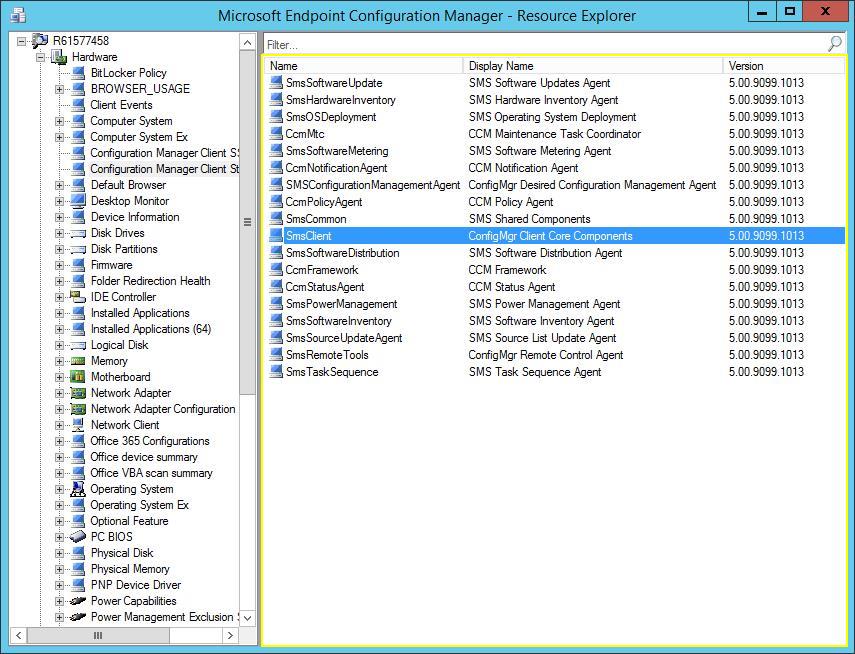 Microsoft Endpoint Configuration Manager - Resource Explorer
R61577458
Hardware
BitLocker Policy
BROWSER_USAGE
Client Events
Computer System
Computer System Ex
Configuration Manager Client S
Configuration Manager Client St
Default Browser
Desktop Monitor
Device Information
Disk Drives
Disk Partitions
Firmware
Folder Redirection Health
IDE Controller
Installed Applications
Installed Applications (64)
Logical Disk
Memory
Motherboard
Network Adapter
Network Adapter Configuration
Network Client
Office 365 Configurations
Office device summary
Office VBA scan summary
Operating System
Operating System Ex
Optional Feature
PC BIOS
Physical Disk
Physical Memory
PNP Device Driver
Power Capabilities
Power Management Exclusion
Filter...
Name Display Name Version
SmsSoftwareUpdate SMS Software Updates Agent 5.00.9099.1013
SmsHardwareInventory SMS Hardware Inventory Agent 5.00.9099.1013
SmsOSDeployment SMS Operating System Deployment 5.00.9099.1013
CcmMtc CCM Maintenance Task Coordinator 5.00.9099.1013
SmsSoftwareMetering SMS Software Metering Agent 5.00.9099.1013
CcmNotificationAgent CCM Notification Agent 5.00.9099.1013
SMSConfigurationManagementAgent ConfigMgr Desired Configuration Management Agent 5.00.9099.1013
CcmPolicyAgent CCM Policy Agent 5.00.9099.1013
SmsCommon SMS Shared Components 5.00.9099.1013
SmsClient ConfigMgr Client Core Components 5.00.9099.1013
SmsSoftwareDistribution SMS Software Distribution Agent 5.00.9099.1013
CcmFramework CCM Framework 5.00.9099.1013
CcmStatusAgent CCM Status Agent 5.00.9099.1013
SmsPowerManagement SMS Power Management Agent 5.00.9099.1013
SmsSoftwareInventory SMS Software Inventory Agent 5.00.9099.1013
SmsSourceUpdateAgent SMS Source List Update Agent 5.00.9099.1013
SmsRemoteTools ConfigMgr Remote Control Agent 5.00.9099.1013
SmsTaskSequence SMS Task Sequence Agent 5.00.9099.1013